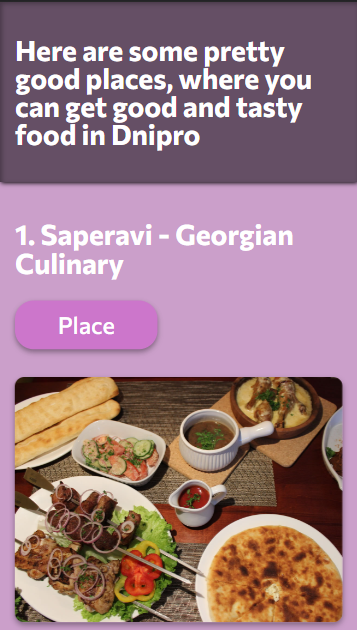 Here are some pretty
good places, where you
can get good and tasty
food in Dnipro
1. Saperavi - Georgian
Culinary
Place